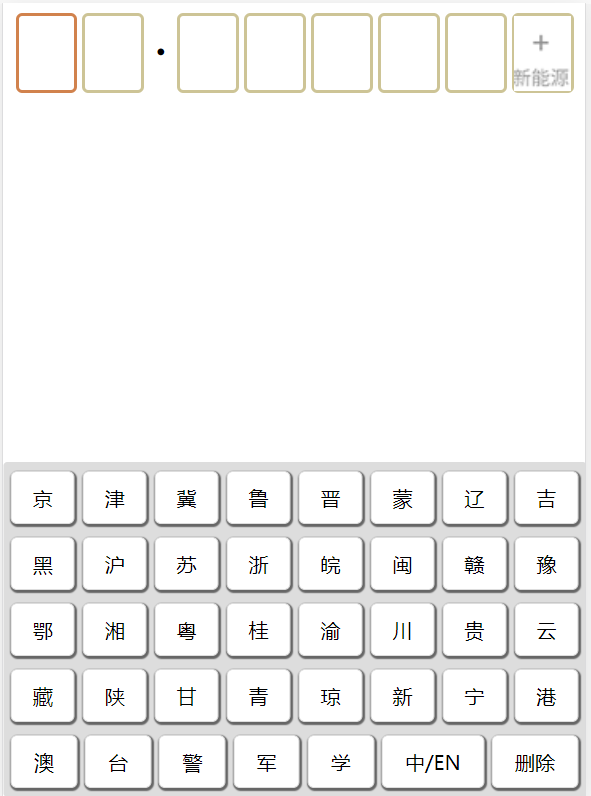 ·
+
新能源
京 津 冀 鲁 晋 蒙 辽 吉
黑 沪 苏 浙 皖 闽 赣 豫
鄂 湘 粤 桂 渝 川 贵 云
藏 陕 甘 青 琼 新 宁 港
澳 台 警 军 学 中/EN 删除